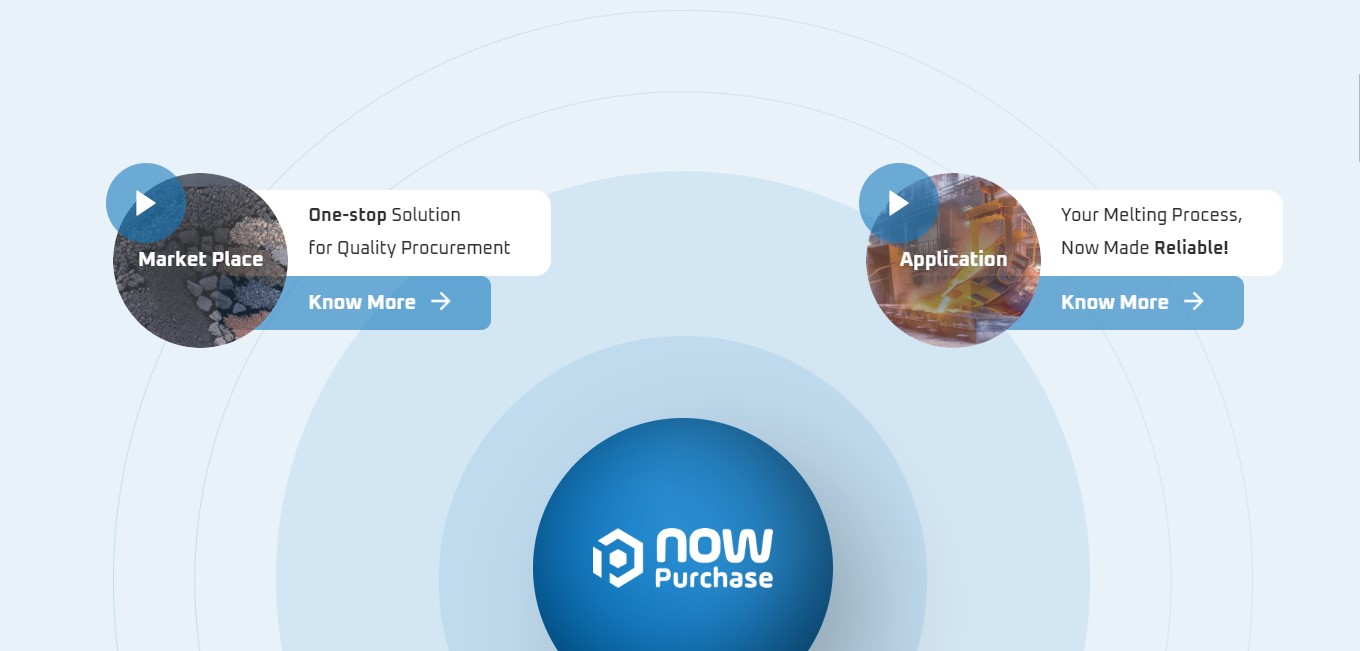 Market Place
One-stop Solution
for Quality Procurement
Know More
Application
Your Melting Process,
Now Made Reliable!
Know More
now
Purchase